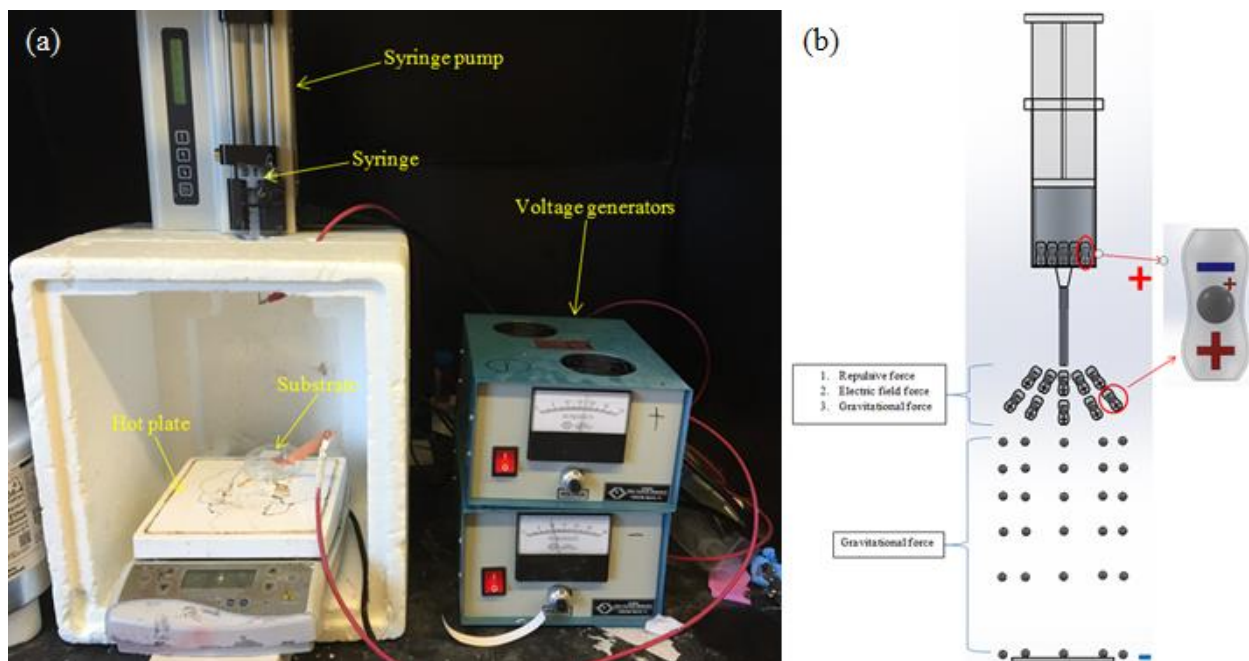 (a)
Syringe pump
Syringe
Voltage generators
Substrate
Hot plate
+
−
(b)
+
−
+
+
1. Repulsive force
2. Electric field force
3. Gravitational force
Gravitational force
−